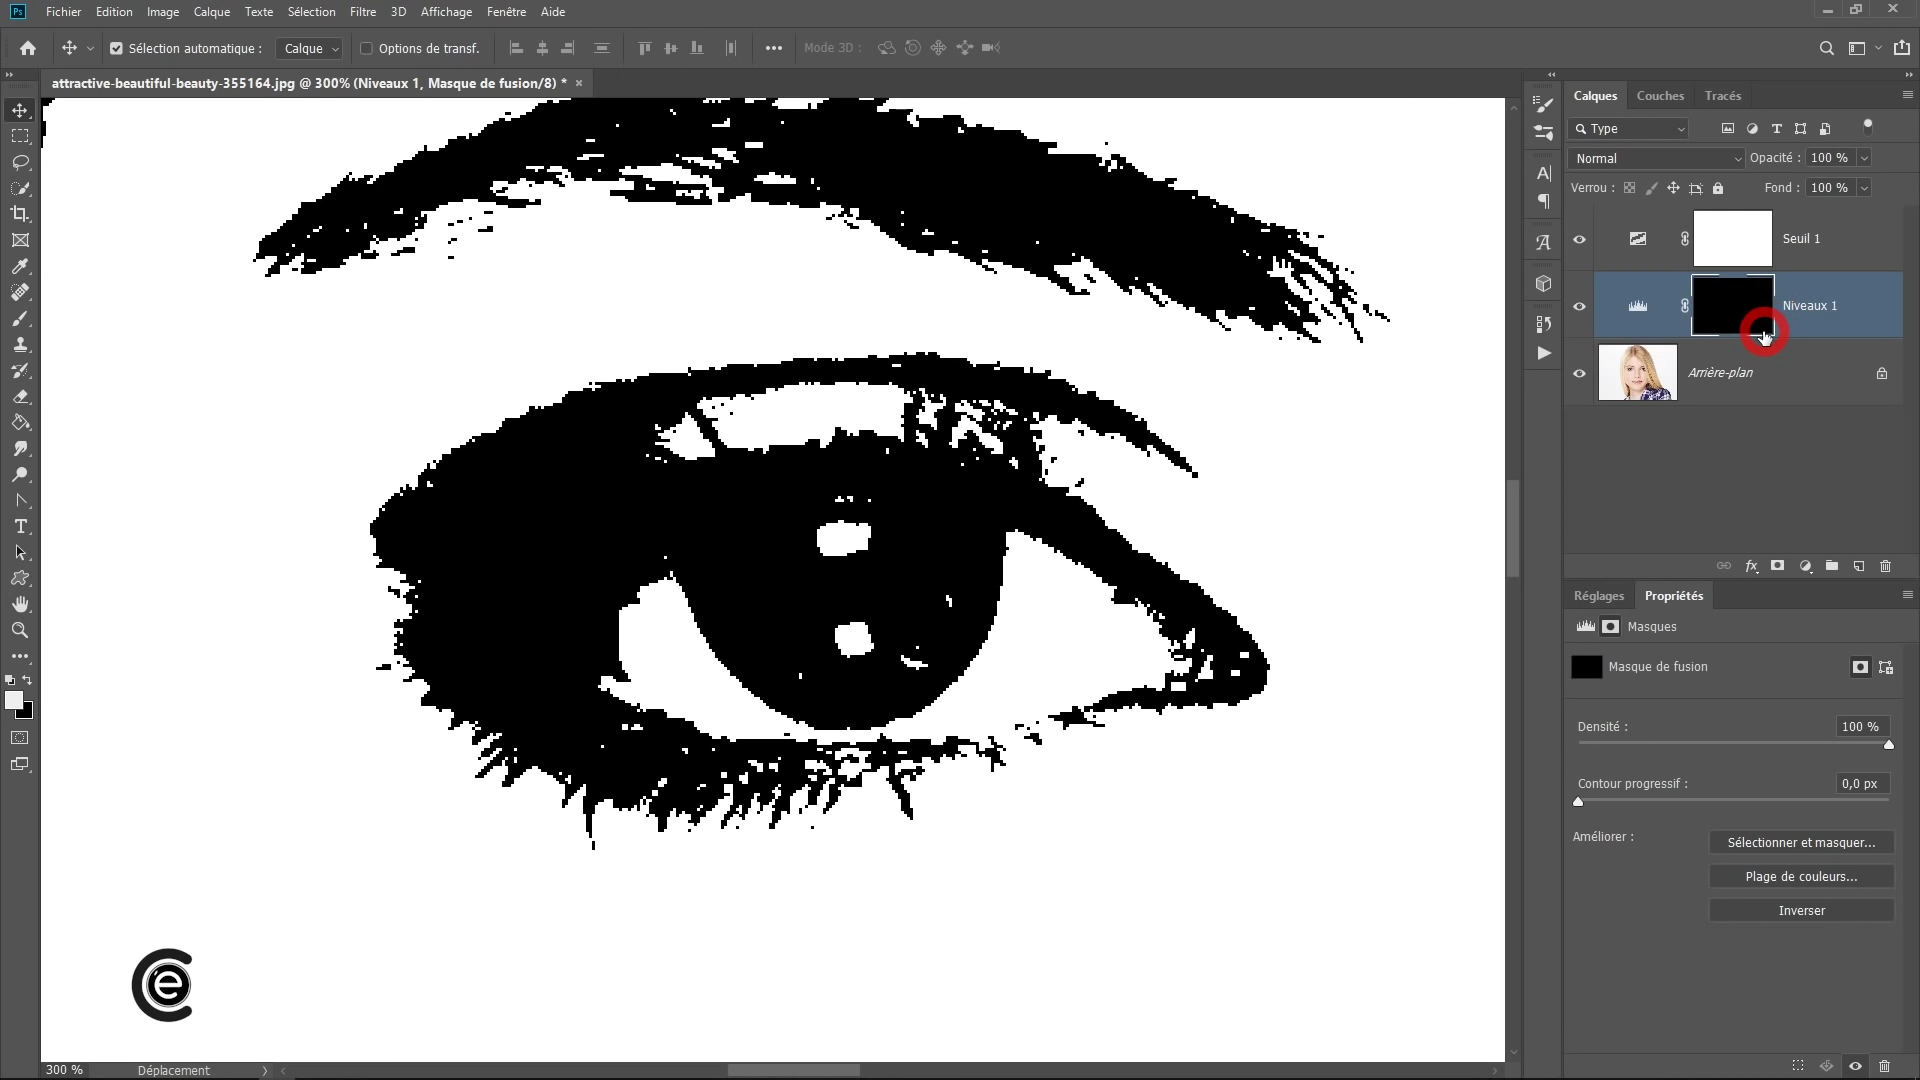 Ps Fichier Edition Image Calque Texte Sélection Filtre 3D Affichage Fenêtre Aide
Sélection automatique : Calque Options de transf. Mode 3D :
attractive-beautiful-beauty-355164.jpg @ 300% (Niveaux 1, Masque de fusion/8) * ×
Calques Couches Tracés
Type
Normal Opacité : 100 %
Verrou : Fond : 100 %
Seuil 1
Niveaux 1
Arrière-plan
fx
Réglages Propriétés
Masques
Masque de fusion
Densité : 100 %
Contour progressif : 0,0 px
Améliorer : Sélectionner et masquer...
Plage de couleurs...
Inverser
300 % Déplacement